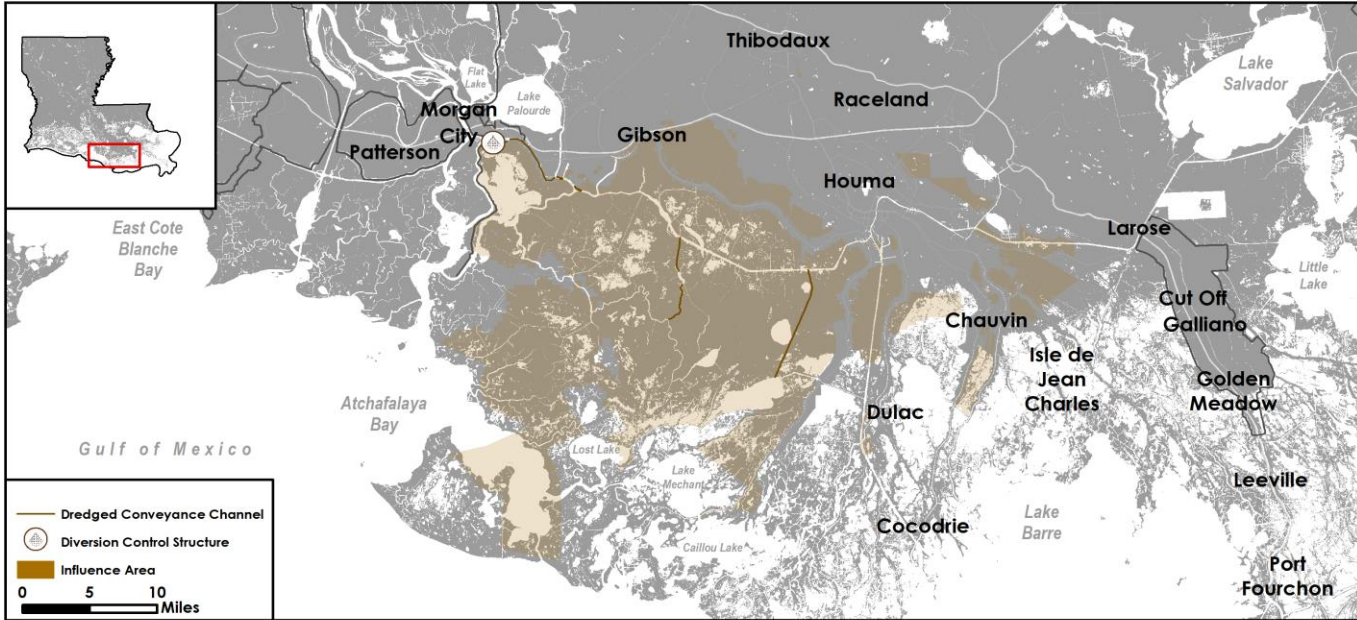 Thibodaux
Lake
Salvador
Flat
Lake
Lake
Palourde
Raceland
Morgan
City
Gibson
Patterson
Houma
East Cote
Blanche
Bay
Larose
Little
Lake
Cut Off
Galliano
Chauvin
Isle de
Jean
Charles
Golden
Meadow
Atchafalaya
Bay
Dulac
Gulf of Mexico
Lost Lake
Lake
Mechant
Leeville
Cocodrie
Lake
Barre
Caillou Lake
Port
Fourchon
Dredged Conveyance Channel
Diversion Control Structure
Influence Area
0 5 10
Miles